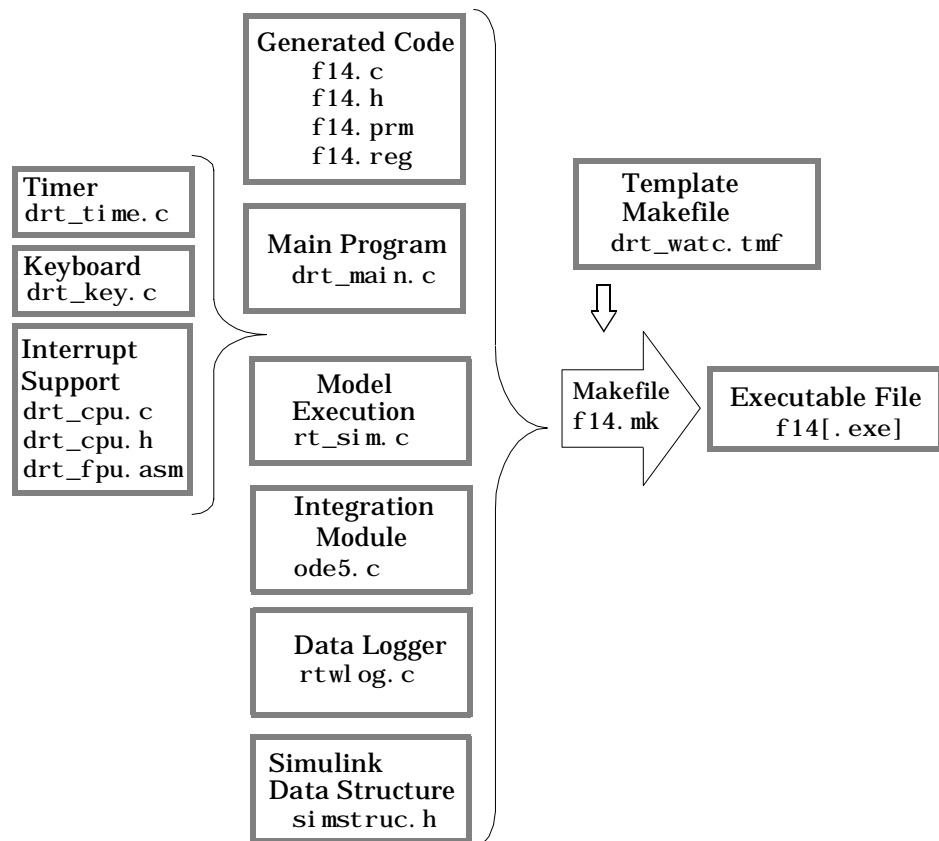 Generated Code
f14.c
f14.h
f14.prm
f14.reg
Timer
drt_time.c
Keyboard
drt_key.c
Interrupt
Support
drt_cpu.c
drt_cpu.h
drt_fpu.asm
Main Program
drt_main.c
Model
Execution
rt_sim.c
Integration
Module
ode5.c
Data Logger
rtwlog.c
Simulink
Data Structure
simstruc.h
Template
Makefile
drt_watc.tmf
Makefile
f14.mk
Executable File
f14[.exe]